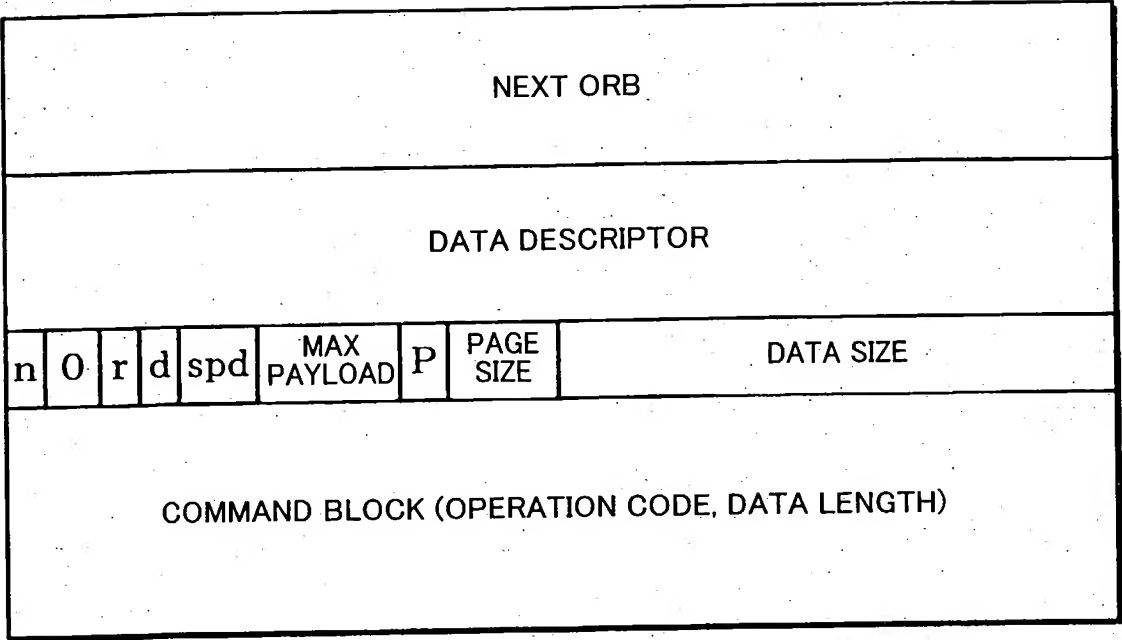 NEXT ORB
DATA DESCRIPTOR
n 0 r d spd MAX PAYLOAD P PAGE SIZE DATA SIZE
COMMAND BLOCK (OPERATION CODE, DATA LENGTH)